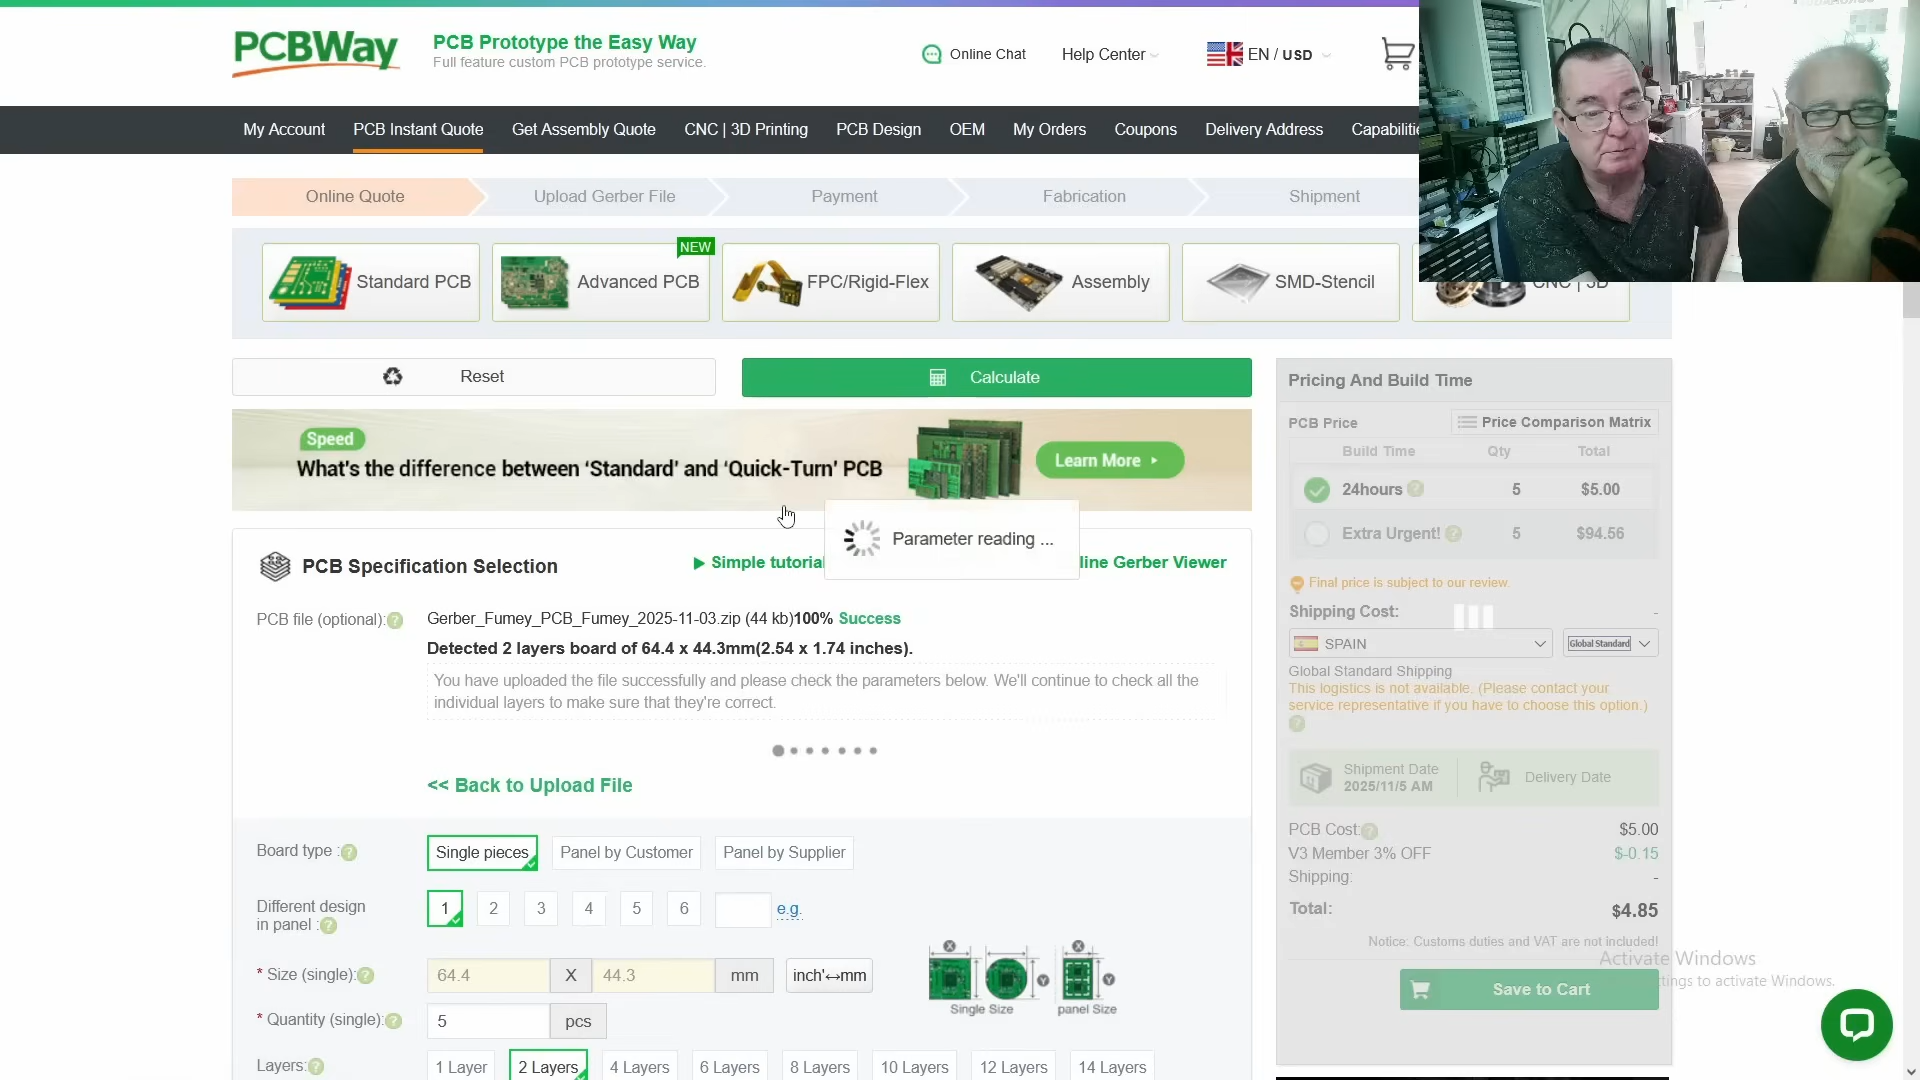 PCBWay
PCB Prototype the Easy Way
Full feature custom PCB prototype service.
Online Chat
Help Center
EN / USD
My Account
PCB Instant Quote
Get Assembly Quote
CNC | 3D Printing
PCB Design
OEM
My Orders
Coupons
Delivery Address
Capabilitie
Online Quote
Upload Gerber File
Payment
Fabrication
Shipment
Standard PCB
NEW
Advanced PCB
FPC/Rigid-Flex
Assembly
SMD-Stencil
CNC | 3D
Reset
Calculate
Speed
What's the difference between ‘Standard’ and ‘Quick-Turn’ PCB
Learn More
Parameter reading ...
PCB Specification Selection
Simple tutorial
line Gerber Viewer
PCB file (optional):
Gerber_Fumey_PCB_Fumey_2025-11-03.zip (44 kb)100% Success
Detected 2 layers board of 64.4 x 44.3mm(2.54 x 1.74 inches).
You have uploaded the file successfully and please check the parameters below. We'll continue to check all the
individual layers to make sure that they're correct.
<< Back to Upload File
Board type :
Single pieces
Panel by Customer
Panel by Supplier
Different design
in panel :
1
2
3
4
5
6
e.g.
* Size (single):
64.4
X
44.3
mm
inch'↔mm
X
X
Y
Y
Single Size
panel Size
* Quantity (single):
5
pcs
Layers:
1 Layer
2 Layers
4 Layers
6 Layers
8 Layers
10 Layers
12 Layers
14 Layers
Pricing And Build Time
PCB Price
Price Comparison Matrix
Build Time
Qty
Total
24hours
5
$5.00
Extra Urgent!
5
$94.56
Final price is subject to our review.
Shipping Cost:
-
SPAIN
Global Standard
Global Standard Shipping
This logistics is not available. (Please contact your
service representative if you have to choose this option.)
Shipment Date
2025/11/5 AM
Delivery Date
PCB Cost:
$5.00
V3 Member 3% OFF
$-0.15
Shipping:
-
Total:
$4.85
Notice: Customs duties and VAT are not included!
Activate Windows
ttings to activate Windows.
Save to Cart